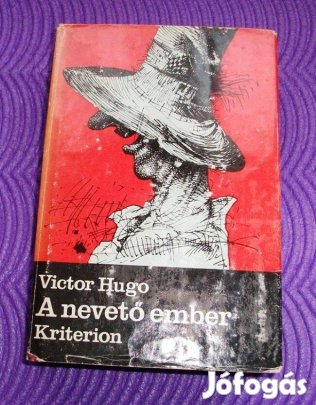 Victor Hugo
A nevető ember
Kriterion
Jófogás